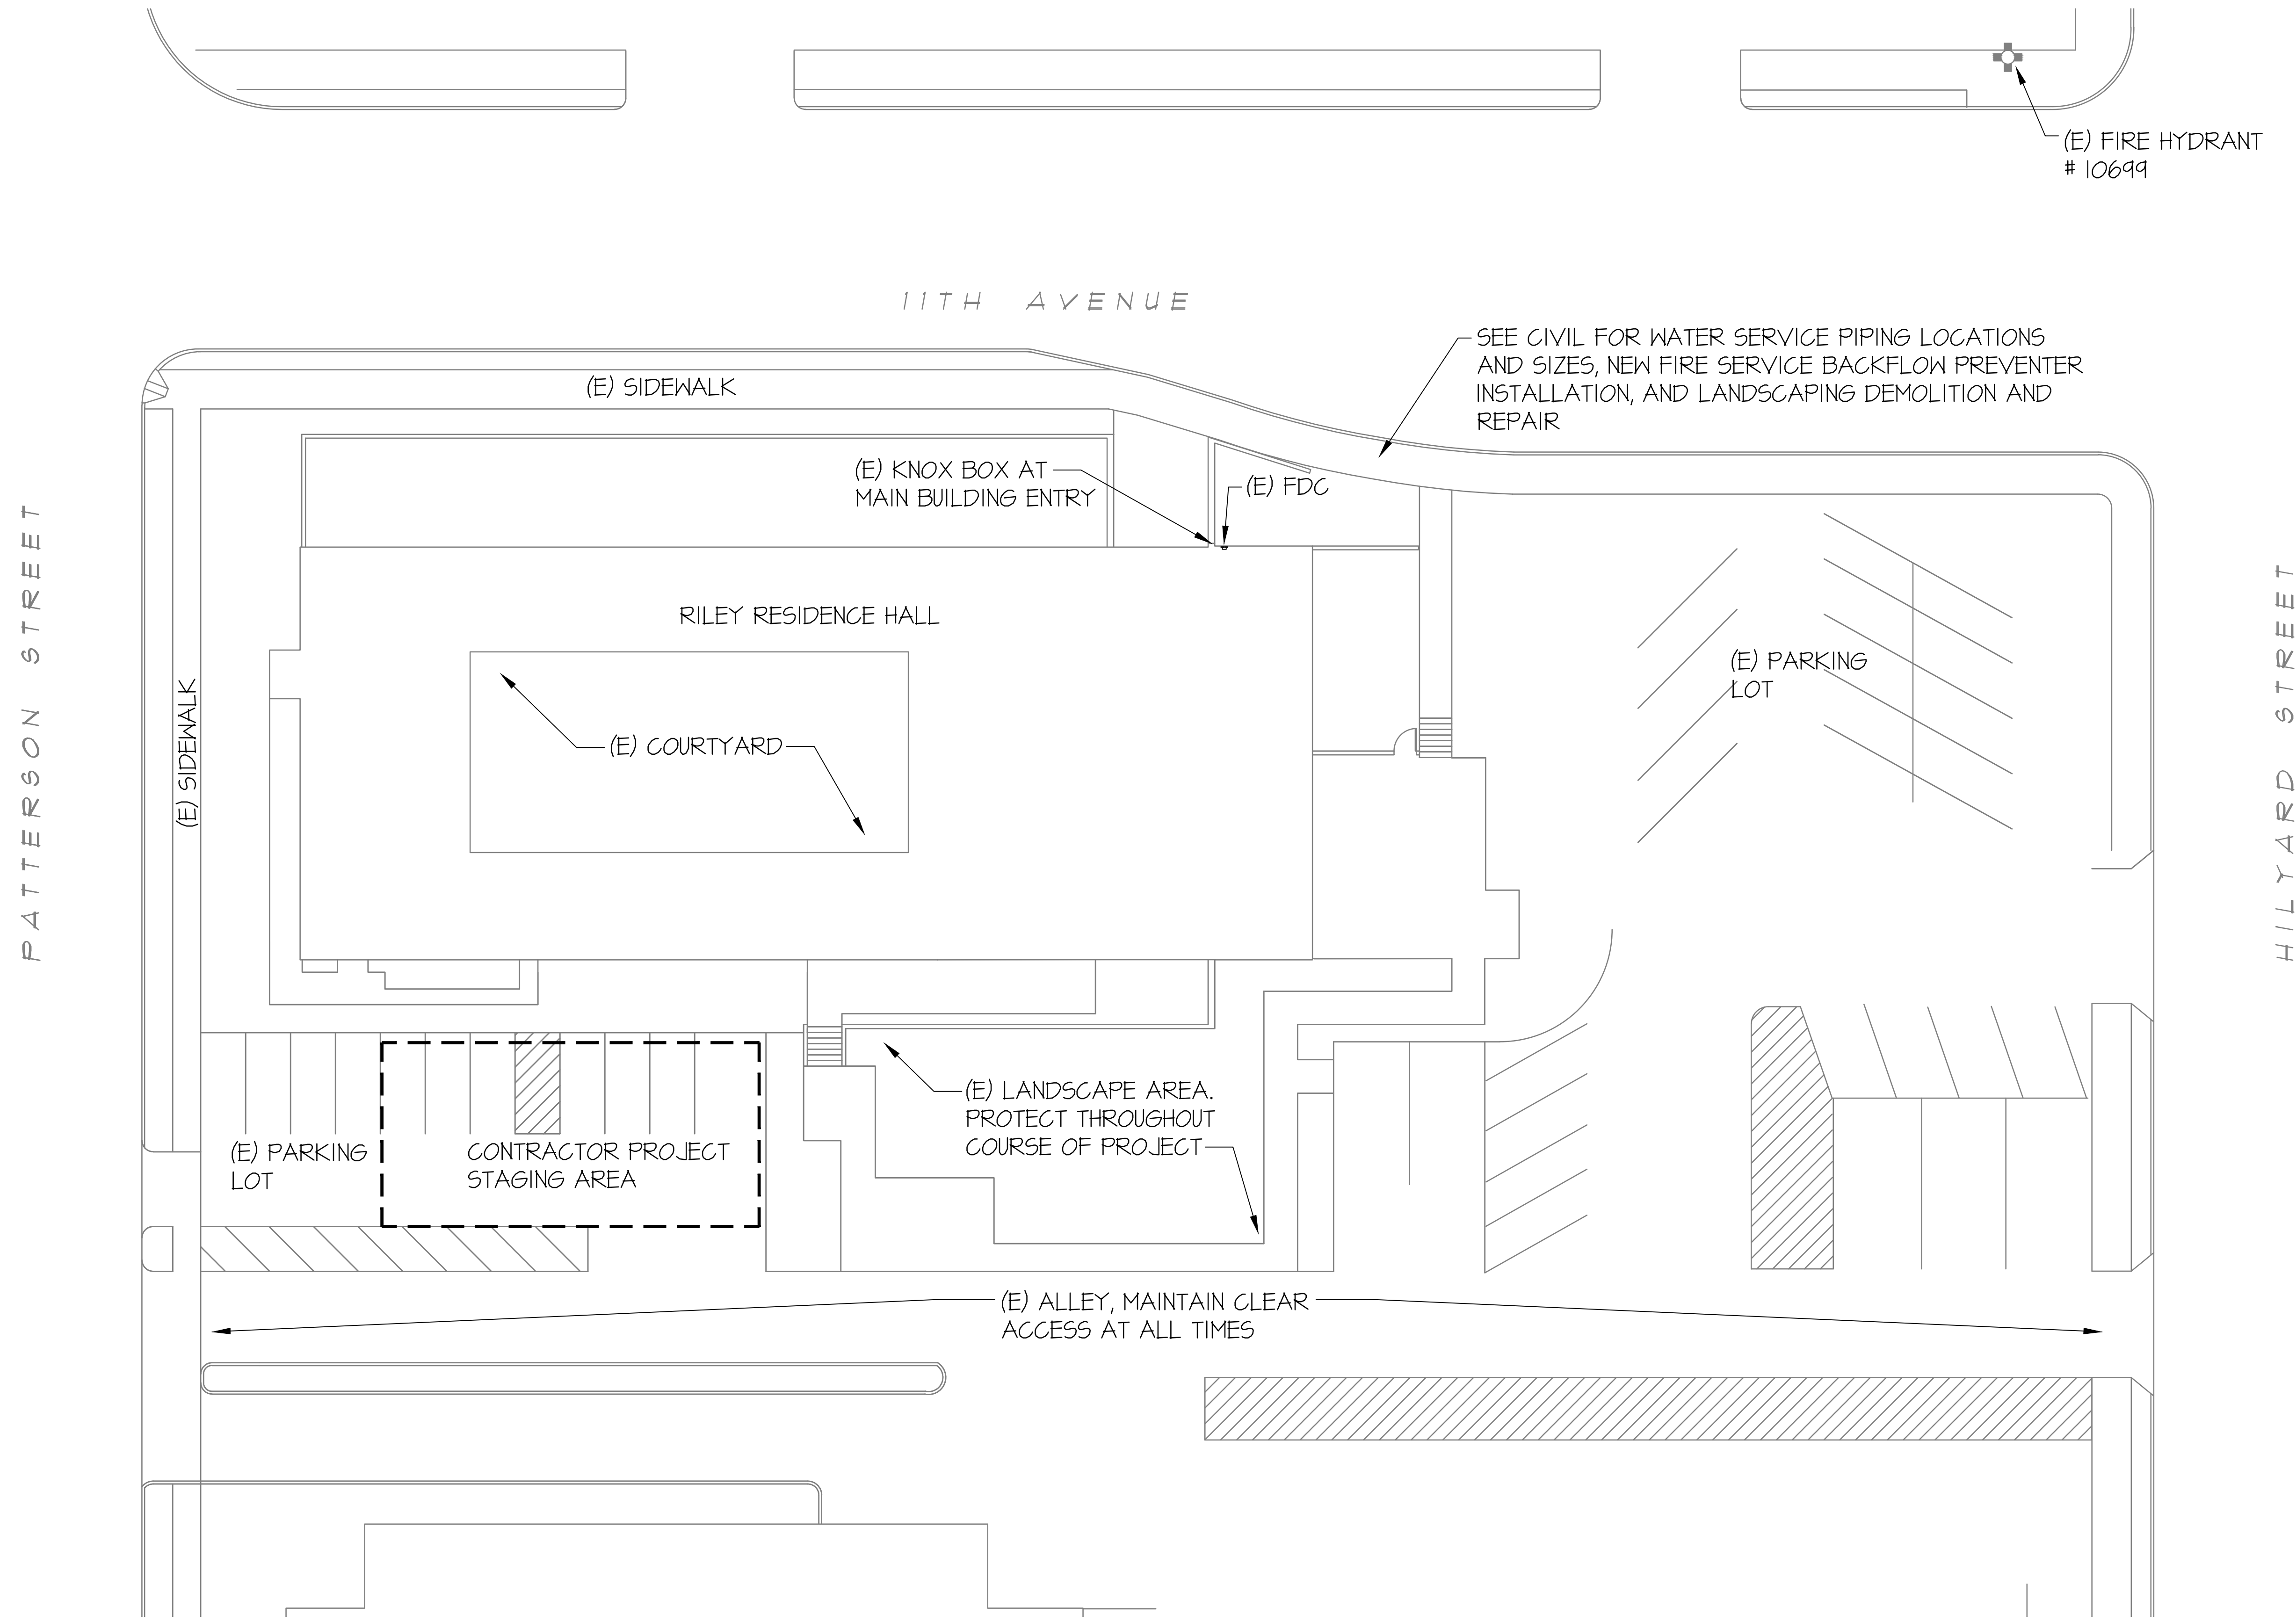 (E) FIRE HYDRANT
# 10699
11TH AVENUE
SEE CIVIL FOR WATER SERVICE PIPING LOCATIONS
AND SIZES, NEW FIRE SERVICE BACKFLOW PREVENTER
INSTALLATION, AND LANDSCAPING DEMOLITION AND
REPAIR
(E) SIDEWALK
(E) KNOX BOX AT
MAIN BUILDING ENTRY
(E) FDC
PATTERSON STREET
HILYARD STREET
RILEY RESIDENCE HALL
(E) PARKING
LOT
(E) SIDEWALK
(E) COURTYARD
(E) LANDSCAPE AREA.
PROTECT THROUGHOUT
COURSE OF PROJECT
(E) PARKING
LOT
CONTRACTOR PROJECT
STAGING AREA
(E) ALLEY, MAINTAIN CLEAR
ACCESS AT ALL TIMES